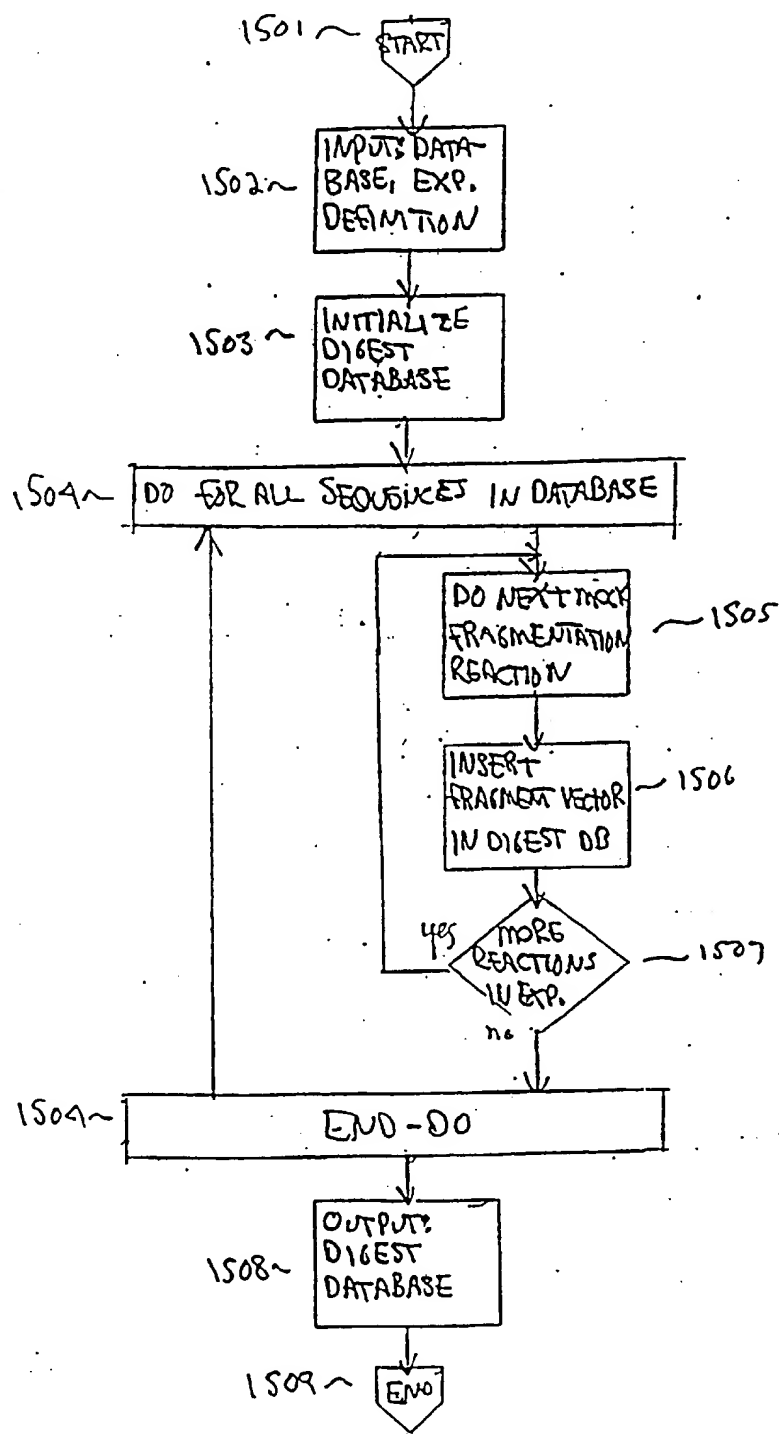 1501 ~ START
INPUT: DATA-
BASE, EXP.
DEFINITION
1502 ~
INITIALIZE
DIGEST
DATABASE
1503 ~
1504 ~ DO FOR ALL SEQUENCES IN DATABASE
DO NEXT MOCK
FRAGMENTATION
REACTION
~ 1505
INSERT
FRAGMENT VECTOR
IN DIGEST DB
~ 1506
yes
MORE
REACTIONS
IN EXP.
~ 1507
no
1504 ~ END-DO
OUTPUT:
DIGEST
DATABASE
1508 ~
1509 ~ END